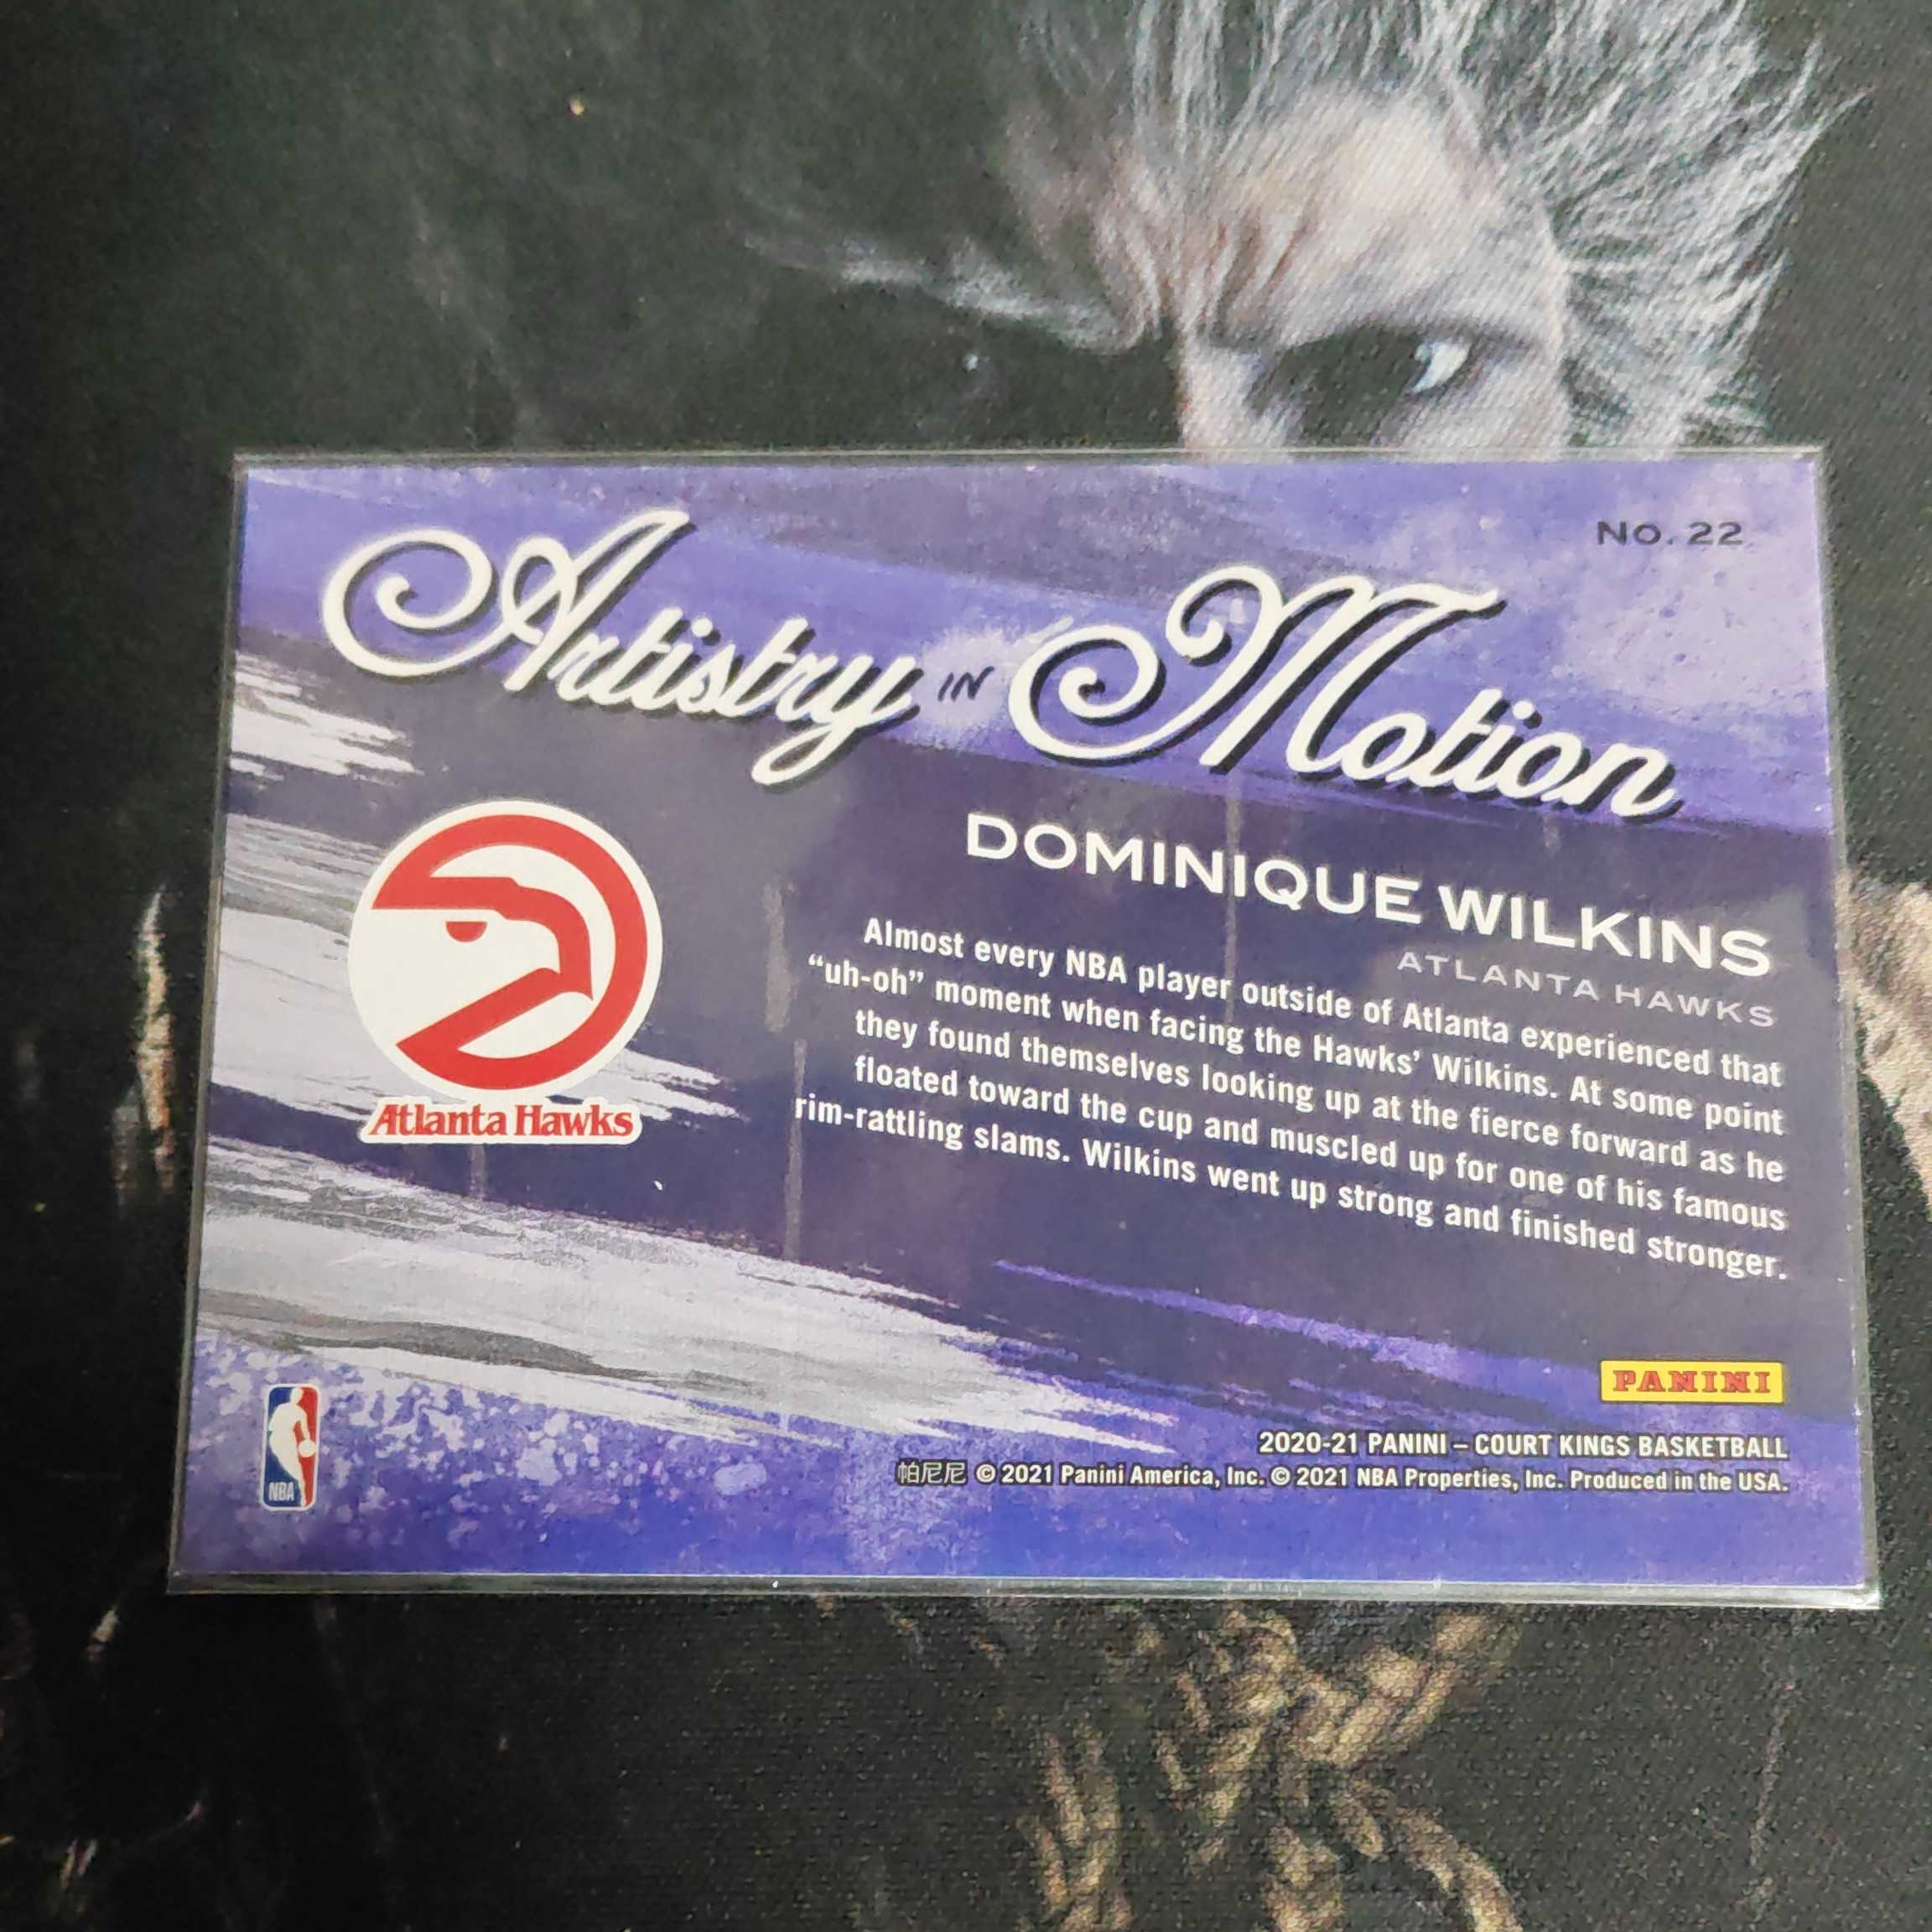 No. 22
Artistry IN Motion
DOMINIQUE WILKINS
ATLANTA HAWKS
Almost every NBA player outside of Atlanta experienced that
“uh-oh” moment when facing the Hawks’ Wilkins. At some point
they found themselves looking up at the fierce forward as he
floated toward the cup and muscled up for one of his famous
rim-rattling slams. Wilkins went up strong and finished stronger.
Atlanta Hawks
PANINI
NBA
2020-21 PANINI – COURT KINGS BASKETBALL
帕尼尼 © 2021 Panini America, Inc. © 2021 NBA Properties, Inc. Produced in the USA.